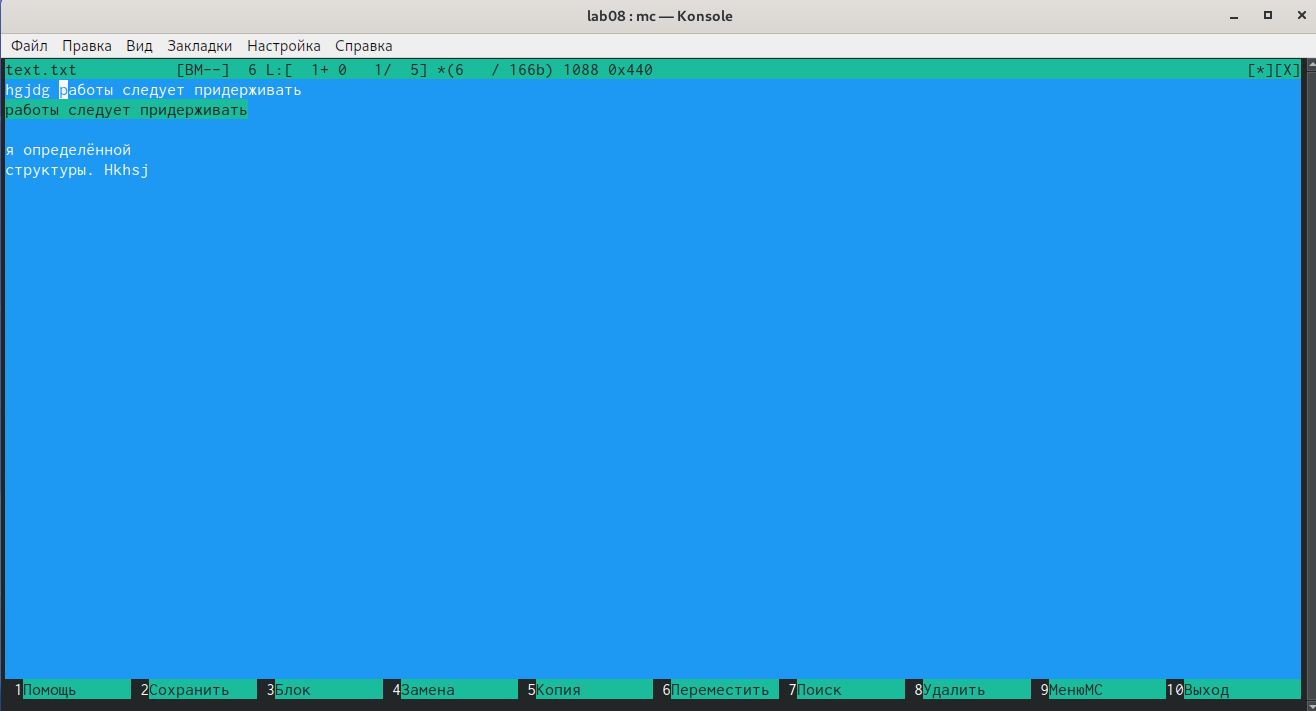 lab08 : mc — Konsole
Файл Правка Вид Закладки Настройка Справка
text.txt [BM--] 6 L:[ 1+ 0 1/ 5] *(6 / 166b) 1088 0x440 [*][X]
hgjdg работы следует придерживать
работы следует придерживать
я определённой
структуры. Hkhsj
1Помощь 2Сохранить 3Блок 4Замена 5Копия 6Переместить 7Поиск 8Удалить 9МенюMC 10Выход